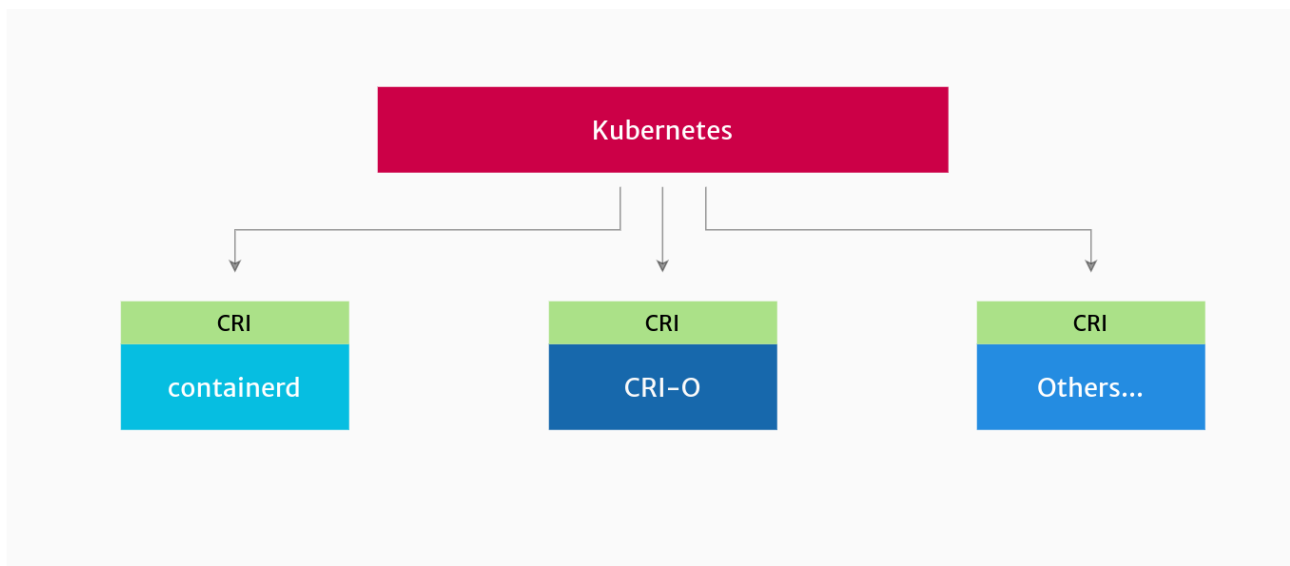 Kubernetes
CRI
CRI
CRI
containerd
CRI-O
Others...